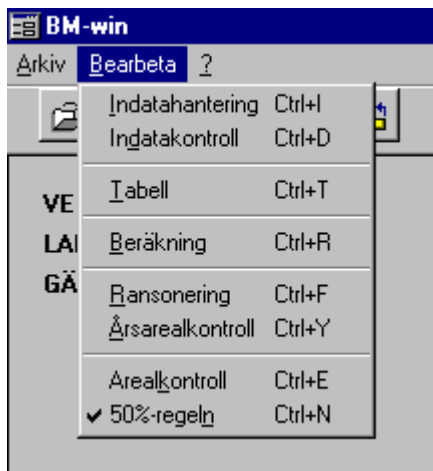 BM-win
Arkiv Bearbeta ?
Indatahantering Ctrl+I
Indatakontroll Ctrl+D
Tabell Ctrl+T
VE
Beräkning Ctrl+R
LAI
GÄ
Ransonering Ctrl+F
Årsarealkontroll Ctrl+Y
Arealkontroll Ctrl+E
50%-regeln Ctrl+N